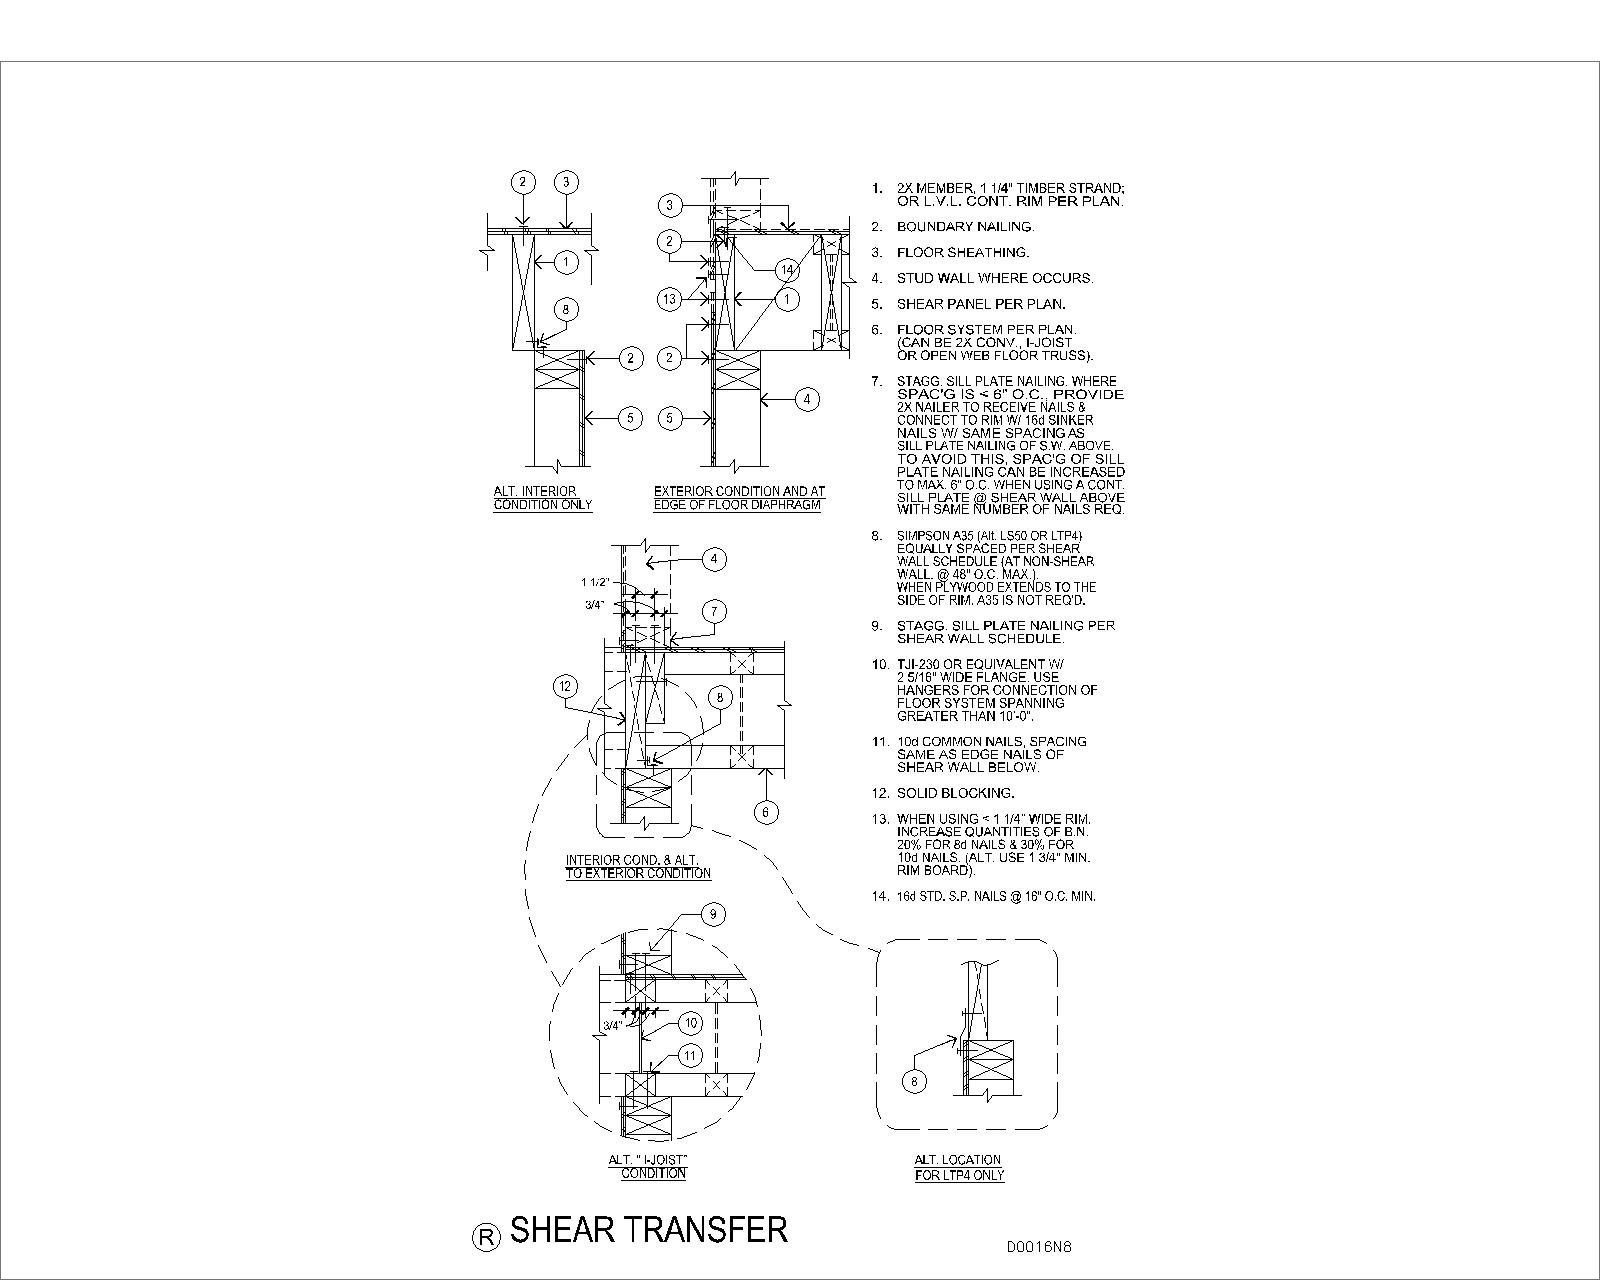 2
3
1
8
2
5
ALT. INTERIOR
CONDITION ONLY
3
2
14
13
1
2
4
5
EXTERIOR CONDITION AND AT
EDGE OF FLOOR DIAPHRAGM
4
1 1/2"
3/4"
7
12
8
6
INTERIOR COND. & ALT.
TO EXTERIOR CONDITION
9
3/4"
10
11
ALT. " I-JOIST"
CONDITION
8
ALT. LOCATION
FOR LTP4 ONLY
1. 2X MEMBER, 1 1/4" TIMBER STRAND;
OR L.V.L. CONT. RIM PER PLAN.
2. BOUNDARY NAILING.
3. FLOOR SHEATHING.
4. STUD WALL WHERE OCCURS.
5. SHEAR PANEL PER PLAN.
6. FLOOR SYSTEM PER PLAN.
(CAN BE 2X CONV., I-JOIST
OR OPEN WEB FLOOR TRUSS).
7. STAGG. SILL PLATE NAILING. WHERE
SPAC'G IS < 6" O.C., PROVIDE
2X NAILER TO RECEIVE NAILS &
CONNECT TO RIM W/ 16d SINKER
NAILS W/ SAME SPACING AS
SILL PLATE NAILING OF S.W. ABOVE.
TO AVOID THIS, SPAC'G OF SILL
PLATE NAILING CAN BE INCREASED
TO MAX. 6" O.C. WHEN USING A CONT.
SILL PLATE @ SHEAR WALL ABOVE
WITH SAME NUMBER OF NAILS REQ.
8. SIMPSON A35 (Alt. LS50 OR LTP4)
EQUALLY SPACED PER SHEAR
WALL SCHEDULE (AT NON-SHEAR
WALL. @ 48" O.C. MAX.).
WHEN PLYWOOD EXTENDS TO THE
SIDE OF RIM. A35 IS NOT REQ'D.
9. STAGG. SILL PLATE NAILING PER
SHEAR WALL SCHEDULE.
10. TJI-230 OR EQUIVALENT W/
2 5/16" WIDE FLANGE. USE
HANGERS FOR CONNECTION OF
FLOOR SYSTEM SPANNING
GREATER THAN 10'-0".
11. 10d COMMON NAILS, SPACING
SAME AS EDGE NAILS OF
SHEAR WALL BELOW.
12. SOLID BLOCKING.
13. WHEN USING < 1 1/4" WIDE RIM.
INCREASE QUANTITIES OF B.N.
20% FOR 8d NAILS & 30% FOR
10d NAILS. (ALT. USE 1 3/4" MIN.
RIM BOARD).
14. 16d STD. S.P. NAILS @ 16" O.C. MIN.
R SHEAR TRANSFER
D0016N8